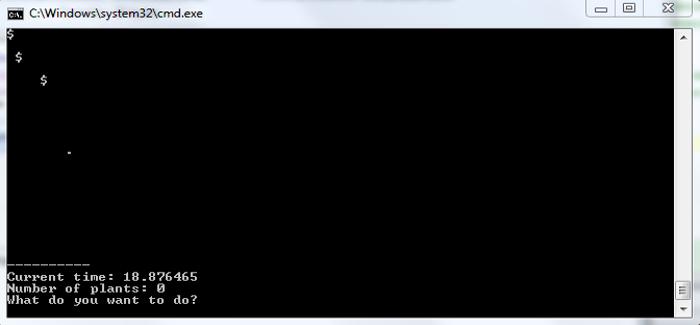 C:\Windows\system32\cmd.exe
$
$
$
.
----------
Current time: 18.876465
Number of plants: 0
What do you want to do?